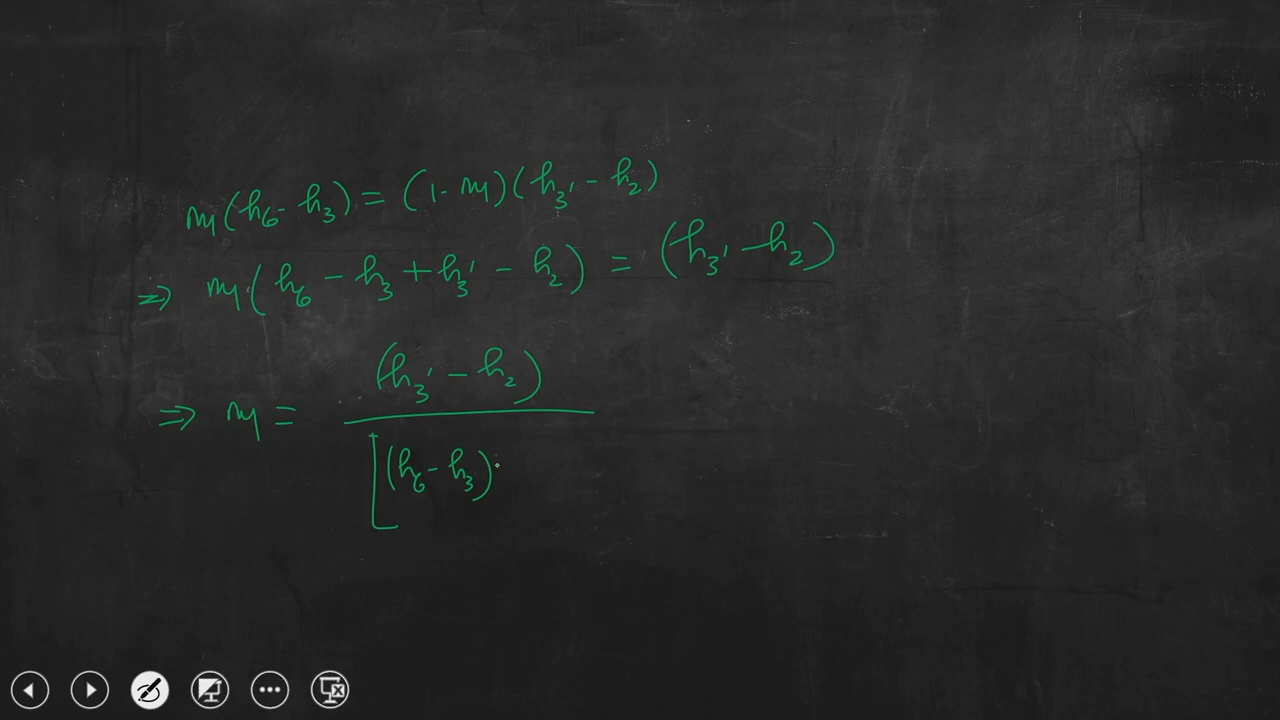 m₁(h₆ - h₃) = (1 - m₁)(h₃' - h₂)
⇒ m₁(h₆ - h₃ + h₃' - h₂) = (h₃' - h₂)
⇒ m₁ = (h₃' - h₂)
[(h₆ - h₃)